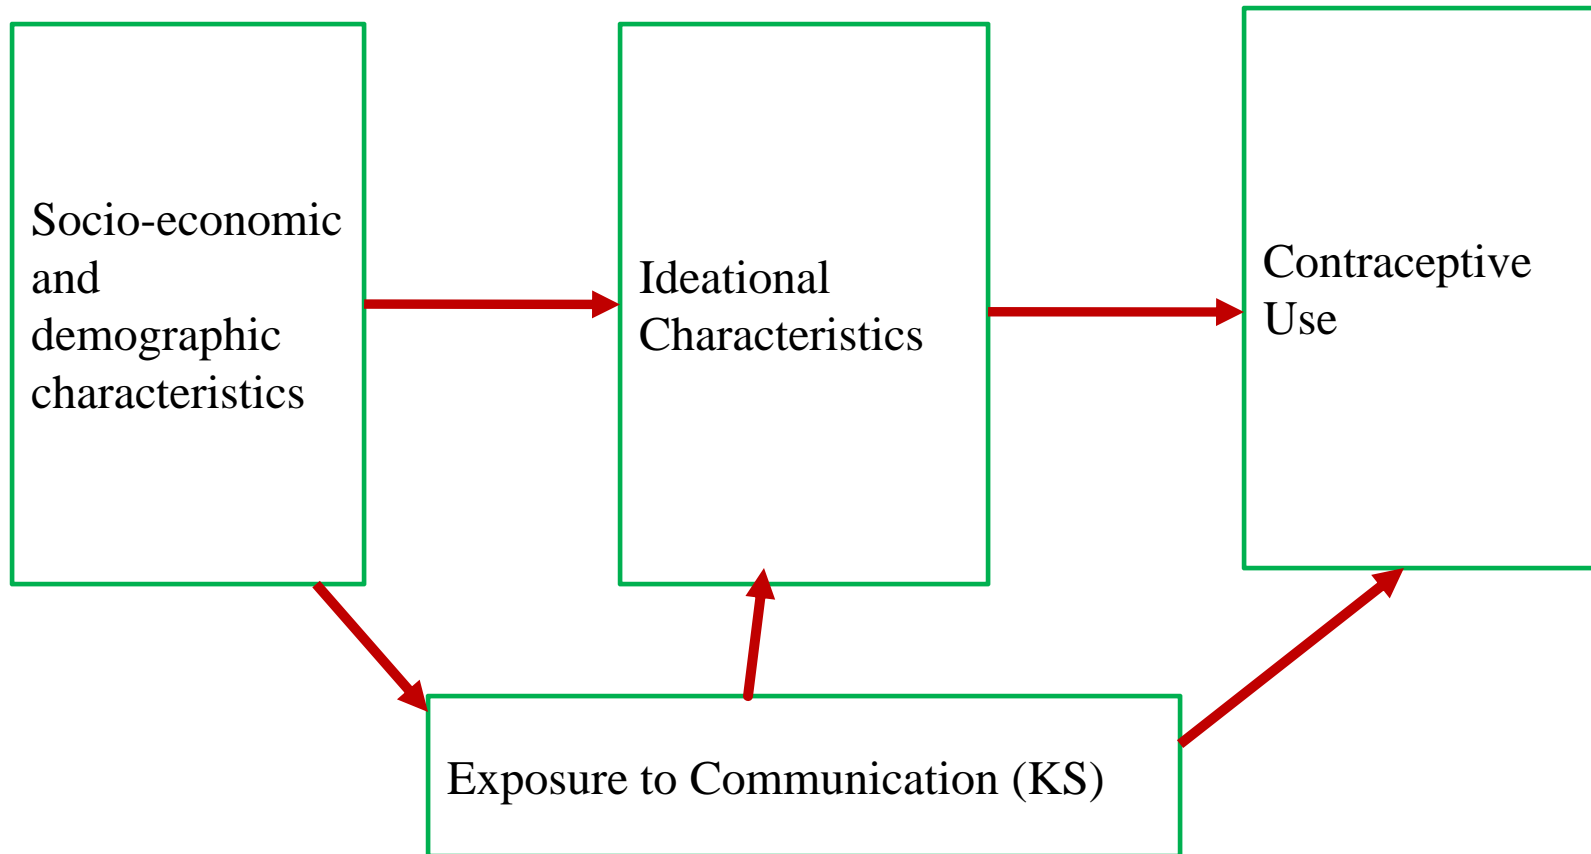 Socio-economic
and
demographic
characteristics
Ideational
Characteristics
Contraceptive
Use
Exposure to Communication (KS)